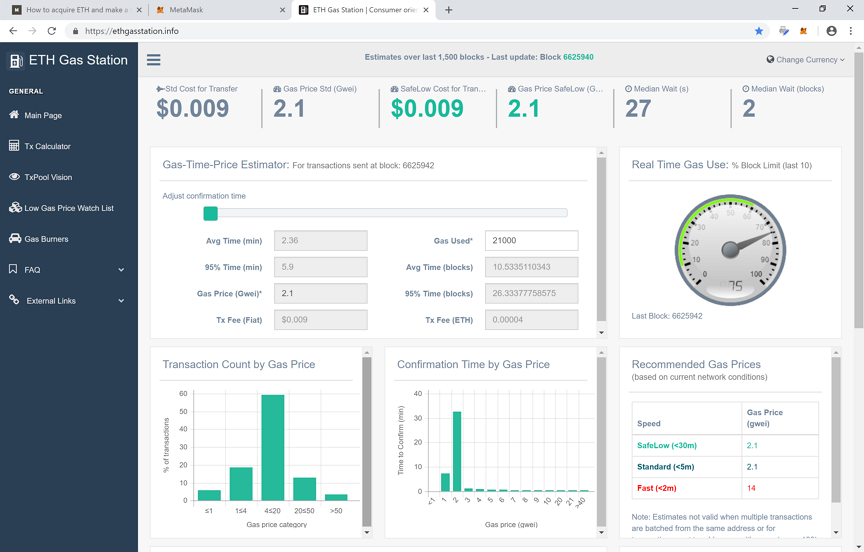 How to acquire ETH and make a
MetaMask
ETH Gas Station | Consumer orie
https://ethgasstation.info
ETH Gas Station
Estimates over last 1,500 blocks - Last update: Block 6625940
Change Currency
GENERAL
Main Page
Tx Calculator
TxPool Vision
Low Gas Price Watch List
Gas Burners
FAQ
External Links
Std Cost for Transfer
$0.009
Gas Price Std (Gwei)
2.1
SafeLow Cost for Tran...
$0.009
Gas Price SafeLow (G...
2.1
Median Wait (s)
27
Median Wait (blocks)
2
Gas-Time-Price Estimator: For transactions sent at block: 6625942
Adjust confirmation time
Avg Time (min) 2.36
Gas Used* 21000
95% Time (min) 5.9
Avg Time (blocks) 10.5335110343
Gas Price (Gwei)* 2.1
95% Time (blocks) 26.33377758575
Tx Fee (Fiat) $0.009
Tx Fee (ETH) 0.00004
Real Time Gas Use: % Block Limit (last 10)
0 10 20 30 40 50 60 70 80 90 100
75
Last Block: 6625942
Transaction Count by Gas Price
% of transactions
60
50
40
30
20
10
0
≤1 1≤4 4≤20 20≤50 >50
Gas price category
Confirmation Time by Gas Price
Time to Confirm (min)
40
30
20
10
0
<1 1 2 3 4 5 6 7 8 9 10 20 21 >40
Gas price (gwei)
Recommended Gas Prices
(based on current network conditions)
Speed
Gas Price
(gwei)
SafeLow (<30m) 2.1
Standard (<5m) 2.1
Fast (<2m) 14
Note: Estimates not valid when multiple transactions
are batched from the same address or for